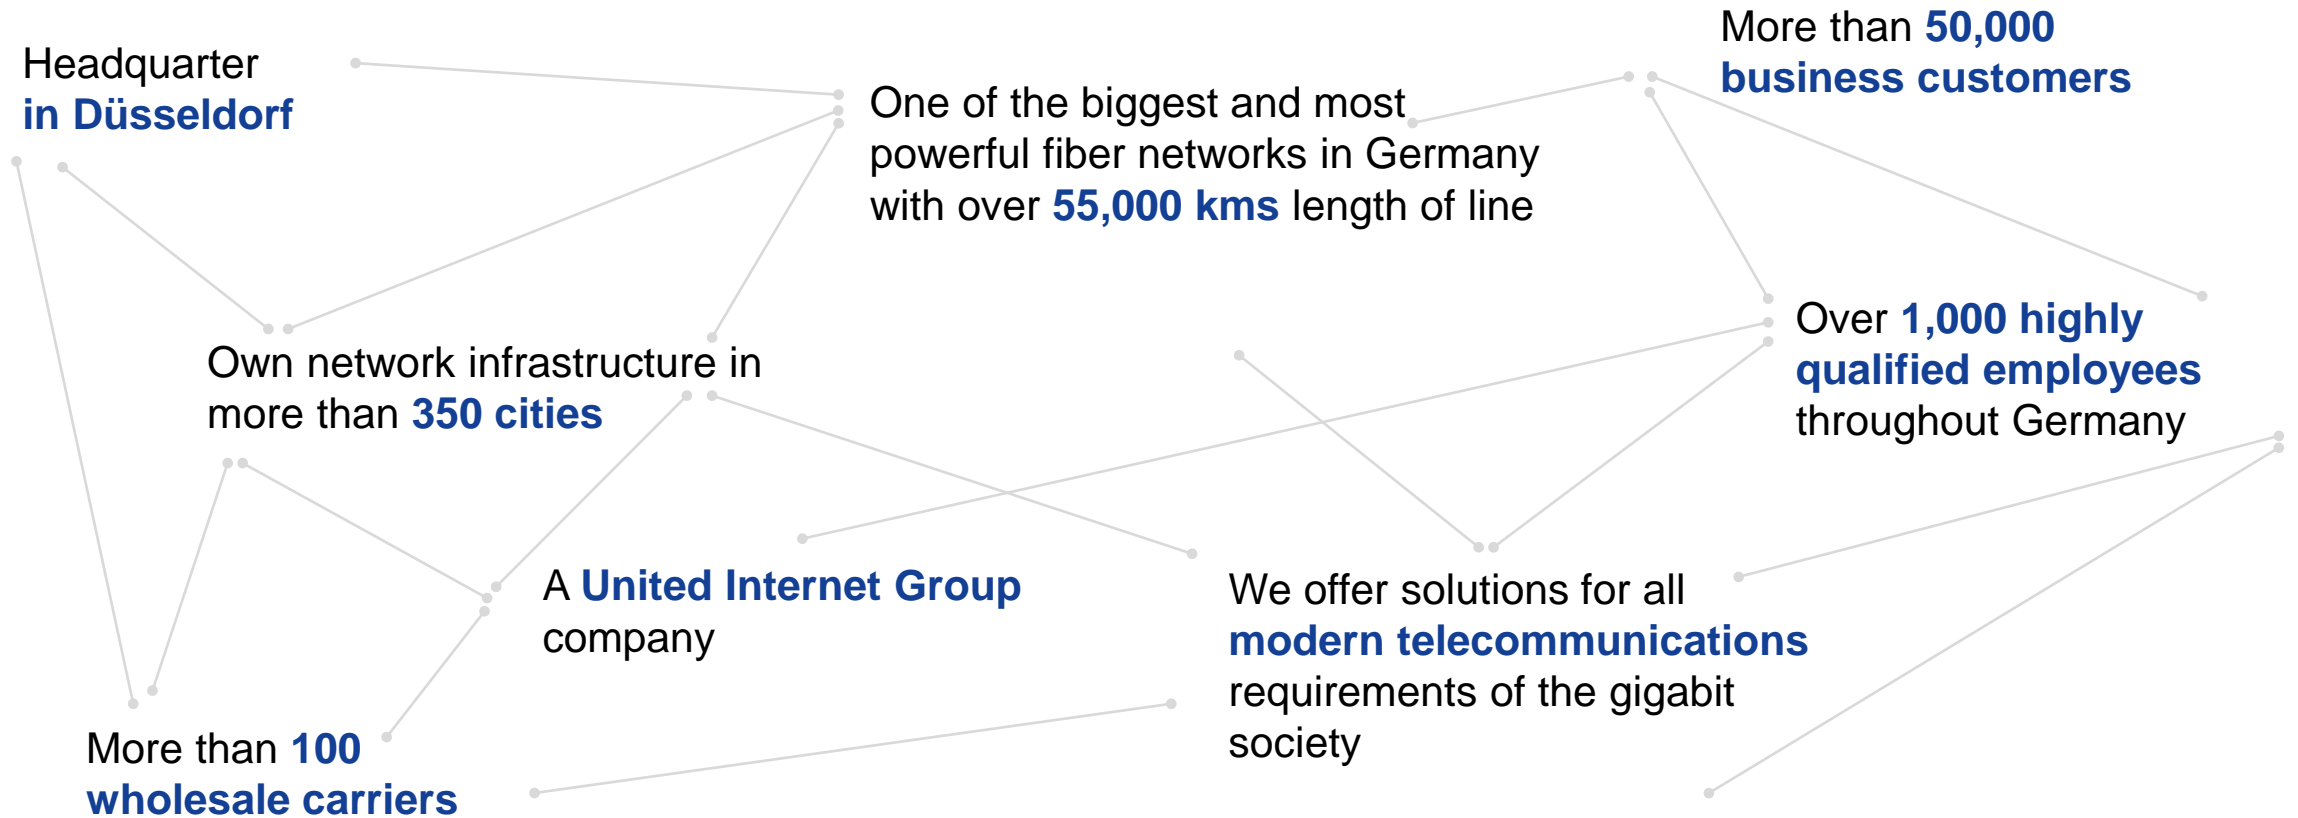 Headquarter
in Düsseldorf
One of the biggest and most
powerful fiber networks in Germany
with over 55,000 kms length of line
More than 50,000
business customers
Own network infrastructure in
more than 350 cities
Over 1,000 highly
qualified employees
throughout Germany
A United Internet Group
company
We offer solutions for all
modern telecommunications
requirements of the gigabit
society
More than 100
wholesale carriers